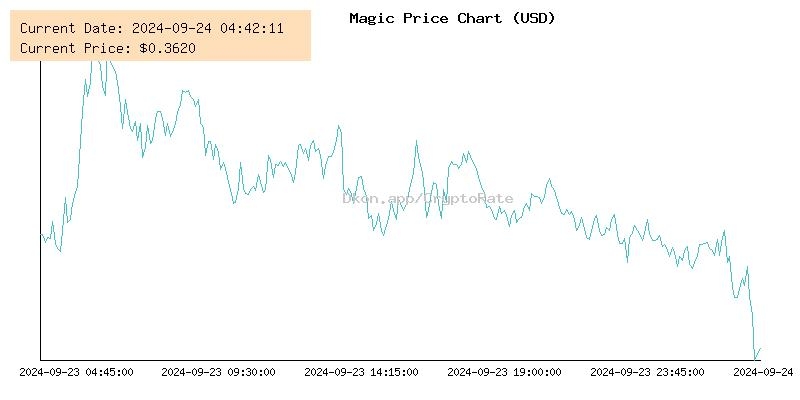 Magic Price Chart (USD)
Current Date: 2024-09-24 04:42:11
Current Price: $0.3620
Dkon.app/CryptoRate
2024-09-23 04:45:00
2024-09-23 09:30:00
2024-09-23 14:15:00
2024-09-23 19:00:00
2024-09-23 23:45:00
2024-09-24